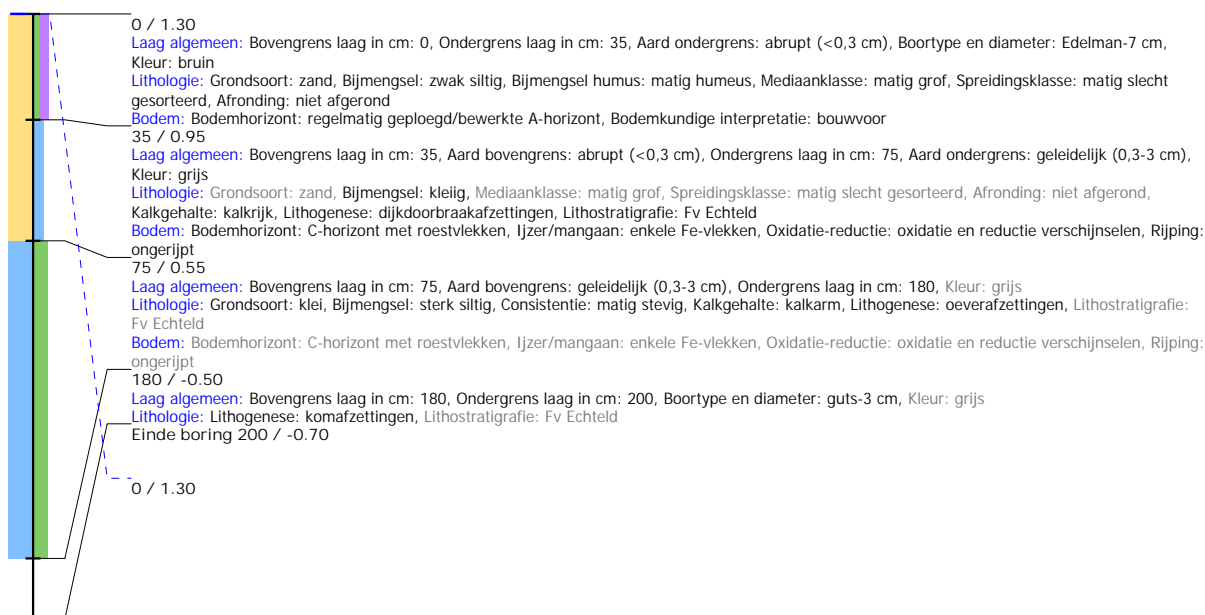 0 / 1.30
Laag algemeen: Bovengrens laag in cm: 0, Ondergrens laag in cm: 35, Aard ondergrens: abrupt (<0,3 cm), Boortype en diameter: Edelman-7 cm,
Kleur: bruin
Lithologie: Grondsoort: zand, Bijmengsel: zwak siltig, Bijmengsel humus: matig humeus, Mediaanklasse: matig grof, Spreidingsklasse: matig slecht
gesorteerd, Afronding: niet afgerond
Bodem: Bodemhorizont: regelmatig geploegd/bewerkte A-horizont, Bodemkundige interpretatie: bouwvoor
35 / 0.95
Laag algemeen: Bovengrens laag in cm: 35, Aard bovengrens: abrupt (<0,3 cm), Ondergrens laag in cm: 75, Aard ondergrens: geleidelijk (0,3-3 cm),
Kleur: grijs
Lithologie: Grondsoort: zand, Bijmengsel: kleiig, Mediaanklasse: matig grof, Spreidingsklasse: matig slecht gesorteerd, Afronding: niet afgerond,
Kalkgehalte: kalkrijk, Lithogenese: dijkdoorbraakafzettingen, Lithostratigrafie: Fv Echteld
Bodem: Bodemhorizont: C-horizont met roestvlekken, Ijzer/mangaan: enkele Fe-vlekken, Oxidatie-reductie: oxidatie en reductie verschijnselen, Rijping:
ongerijpt
75 / 0.55
Laag algemeen: Bovengrens laag in cm: 75, Aard bovengrens: geleidelijk (0,3-3 cm), Ondergrens laag in cm: 180, Kleur: grijs
Lithologie: Grondsoort: klei, Bijmengsel: sterk siltig, Consistentie: matig stevig, Kalkgehalte: kalkarm, Lithogenese: oeverafzettingen, Lithostratigrafie:
Fv Echteld
Bodem: Bodemhorizont: C-horizont met roestvlekken, Ijzer/mangaan: enkele Fe-vlekken, Oxidatie-reductie: oxidatie en reductie verschijnselen, Rijping:
ongerijpt
180 / -0.50
Laag algemeen: Bovengrens laag in cm: 180, Ondergrens laag in cm: 200, Boortype en diameter: guts-3 cm, Kleur: grijs
Lithologie: Lithogenese: komafzettingen, Lithostratigrafie: Fv Echteld
Einde boring 200 / -0.70
0 / 1.30